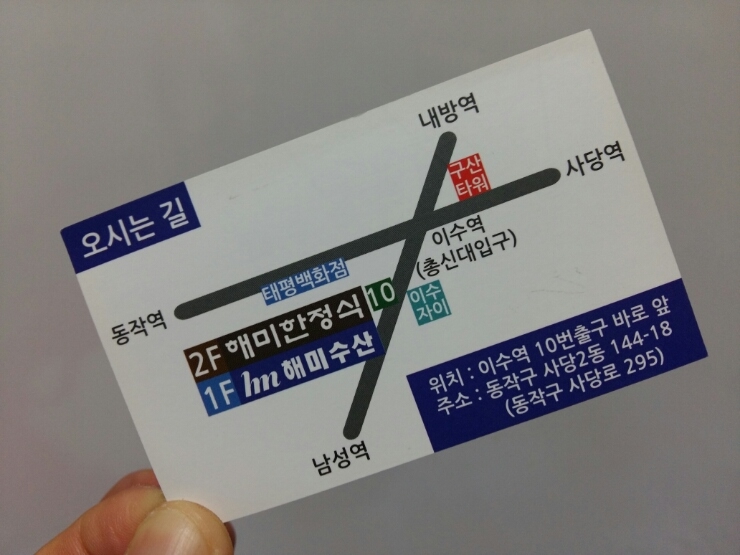 오시는 길
내방역
구산
타워
사당역
이수역
(총신대입구)
태평백화점
10
이수
자이
동작역
2F 해미한정식
1F hm 해미수산
남성역
위치 : 이수역 10번출구 바로 앞
주소 : 동작구 사당2동 144-18
(동작구 사당로 295)